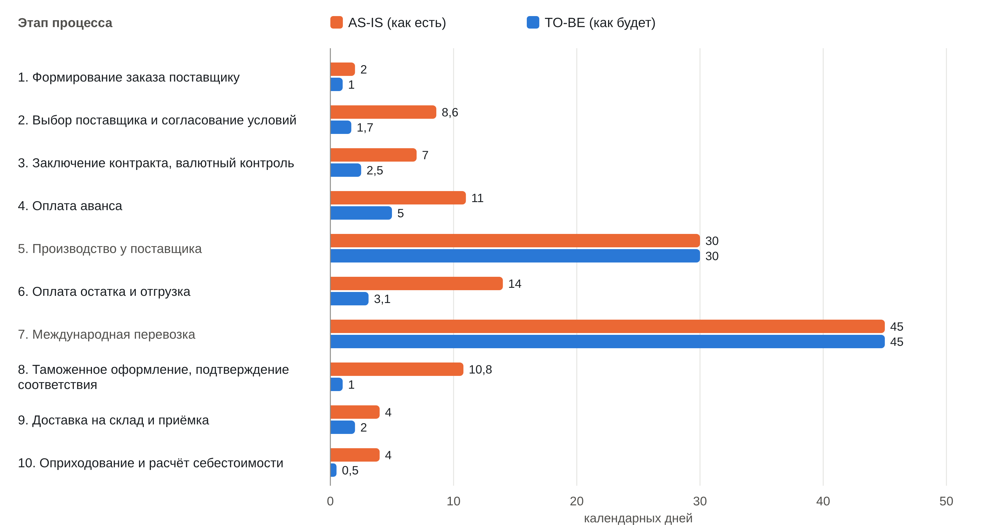 Этап процесса
AS-IS (как есть)
TO-BE (как будет)
1. Формирование заказа поставщику
2
1
2. Выбор поставщика и согласование условий
8,6
1,7
3. Заключение контракта, валютный контроль
7
2,5
4. Оплата аванса
11
5
5. Производство у поставщика
30
30
6. Оплата остатка и отгрузка
14
3,1
7. Международная перевозка
45
45
8. Таможенное оформление, подтверждение
соответствия
10,8
1
9. Доставка на склад и приёмка
4
2
10. Оприходование и расчёт себестоимости
4
0,5
0 10 20 30 40 50
календарных дней